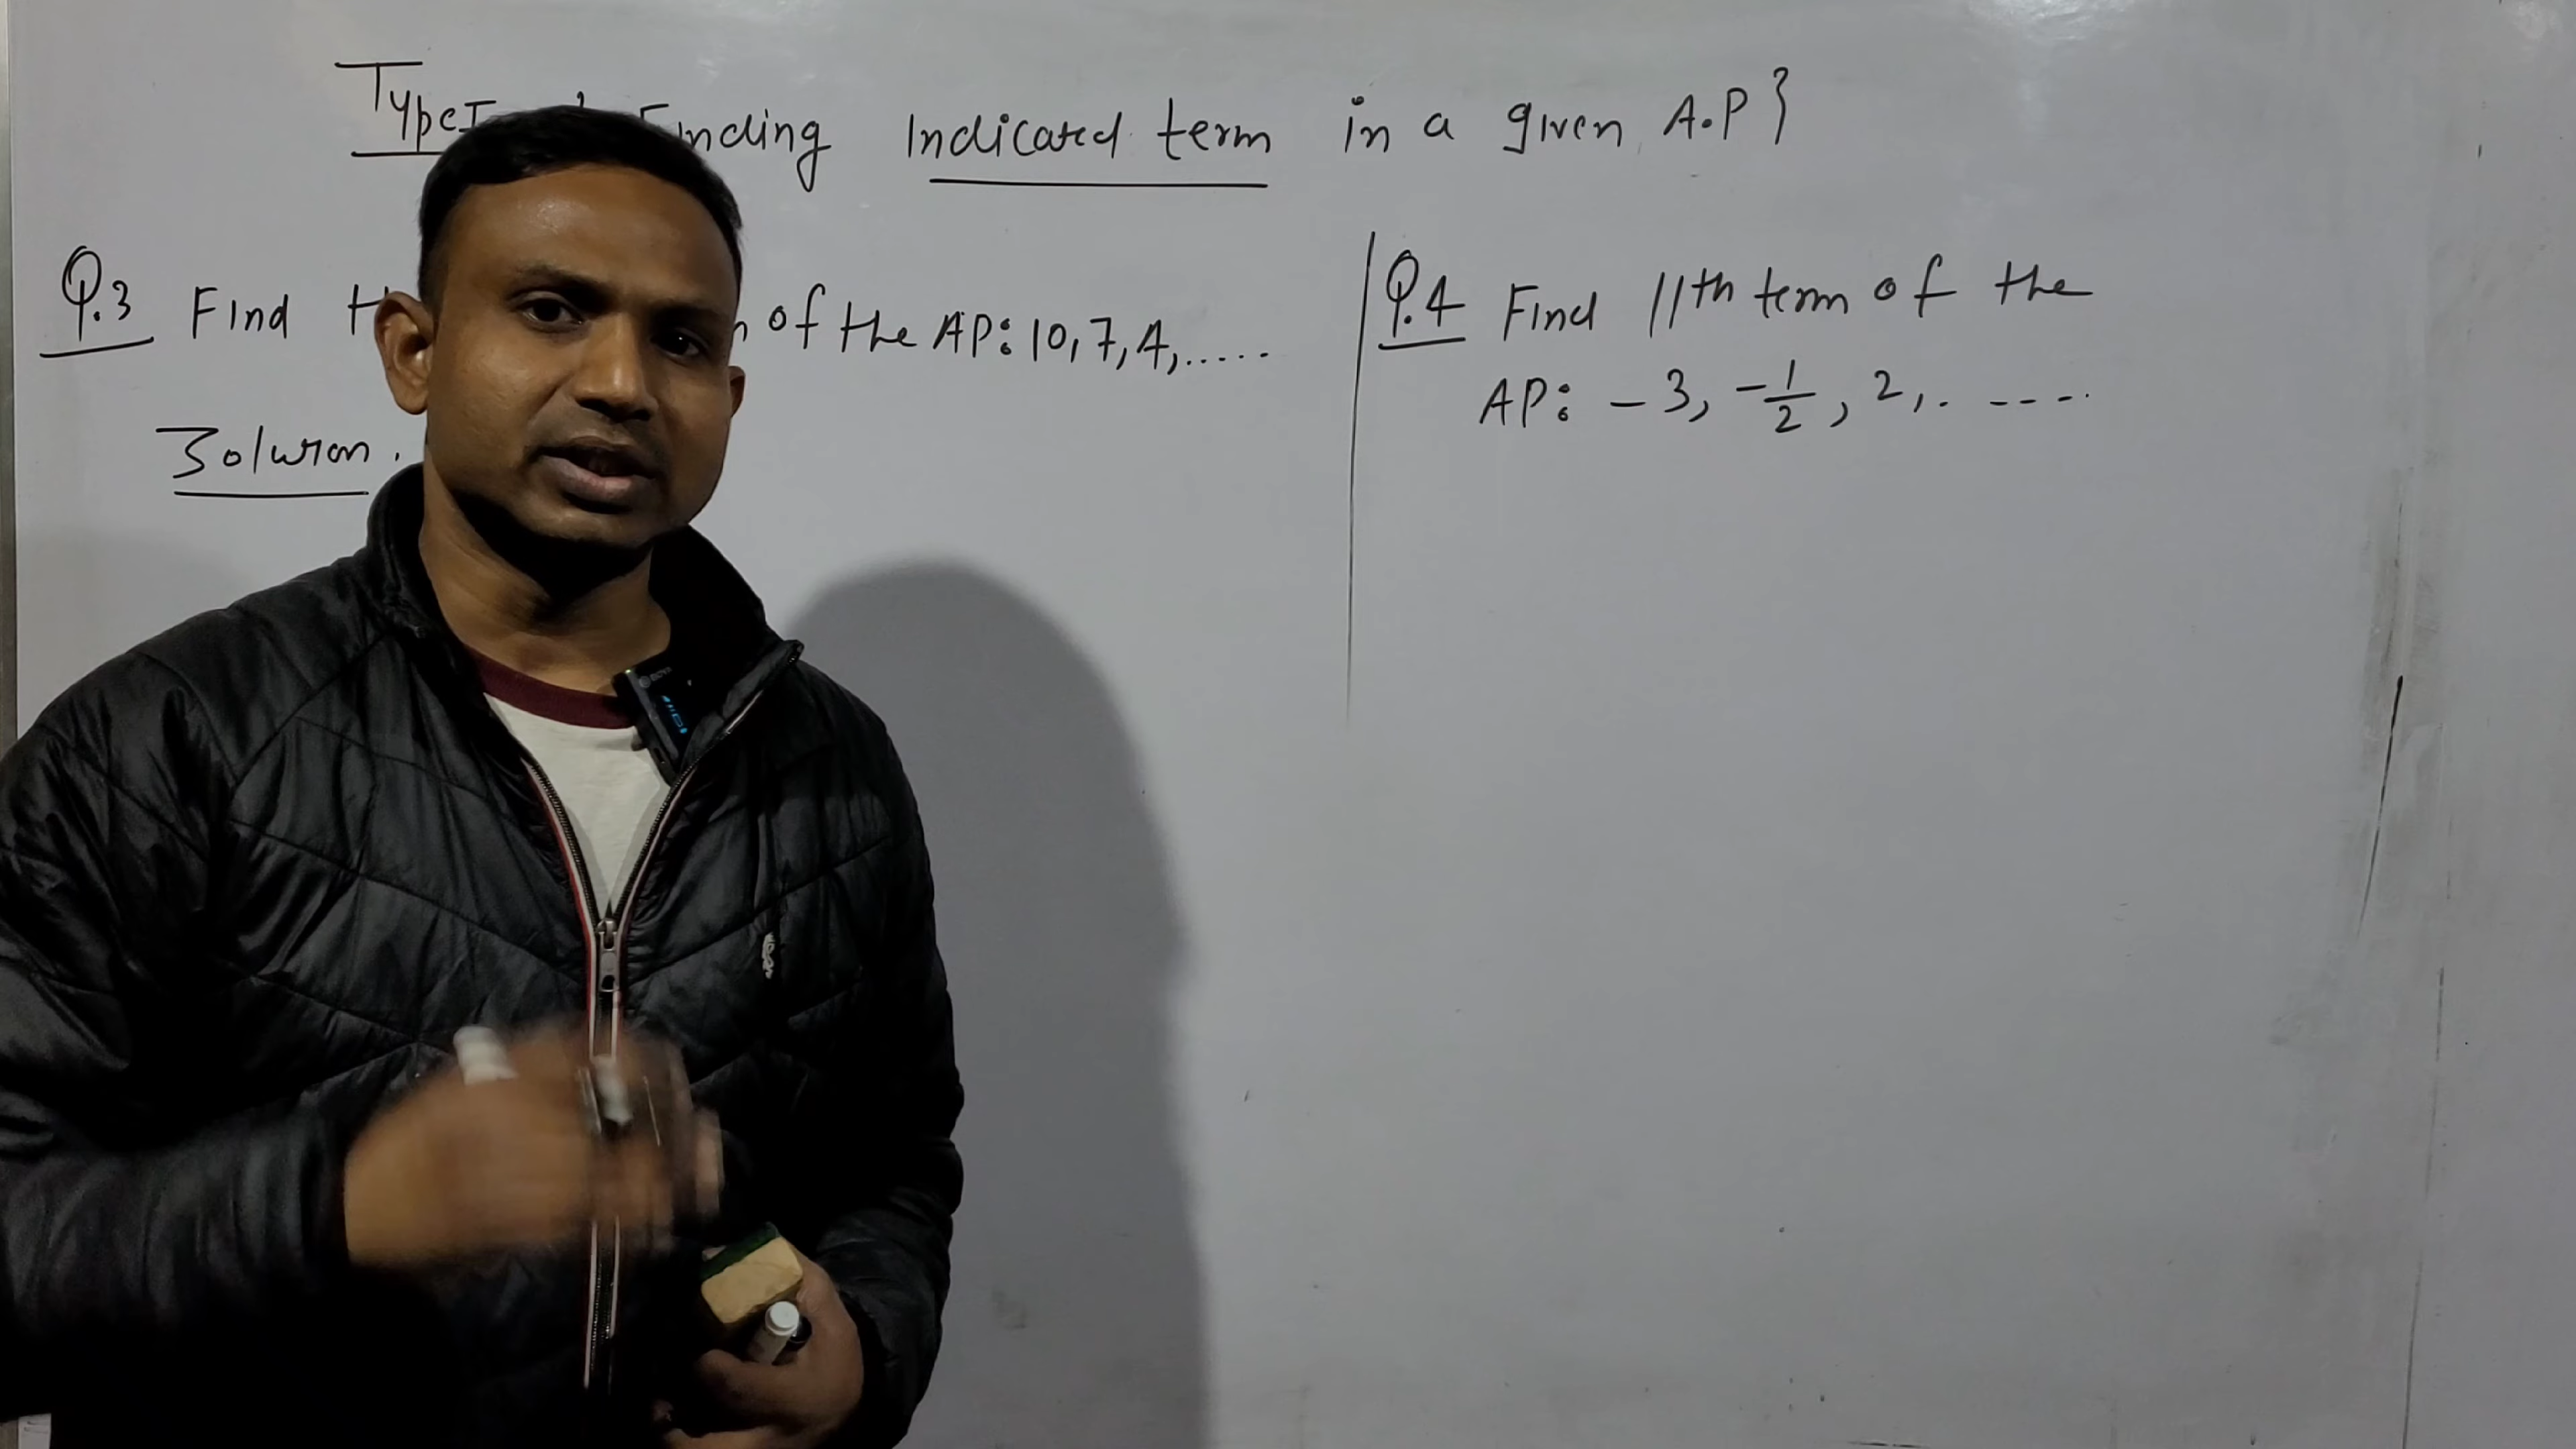 Type I Finding Indicated term in a given A.P}
Q.3 Find of the AP: 10, 7, 4, .....
Solution.
Q.4 Find 11th term of the
AP: -3, -1/2, 2, . ----.